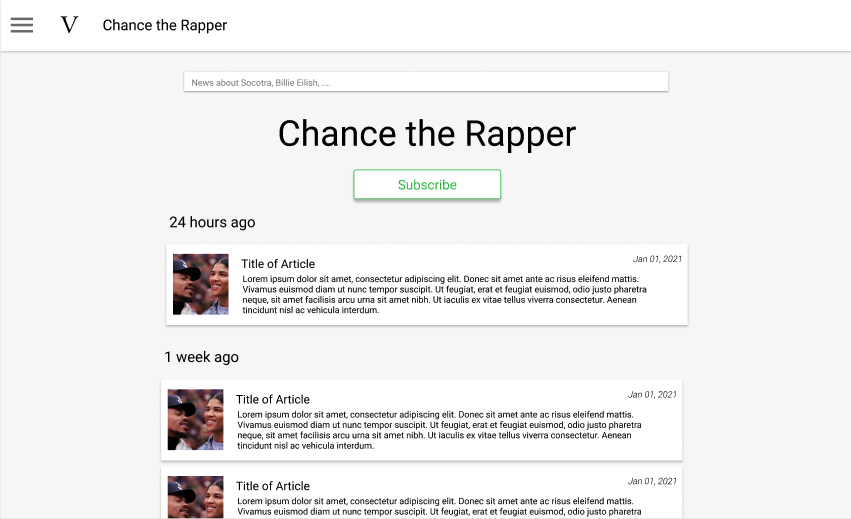 V Chance the Rapper
News about Socotra, Billie Eilish, ....
Chance the Rapper
Subscribe
24 hours ago
Title of Article
Jan 01, 2021
Lorem ipsum dolor sit amet, consectetur adipiscing elit. Donec sit amet ante ac risus eleifend mattis.
Vivamus euismod diam ut nunc tempor suscipit. Ut feugiat, erat et feugiat euismod, odio justo pharetra
neque, sit amet facilisis arcu urna sit amet nibh. Ut iaculis ex vitae tellus viverra consectetur. Aenean
tincidunt nisl ac vehicula interdum.
1 week ago
Title of Article
Jan 01, 2021
Lorem ipsum dolor sit amet, consectetur adipiscing elit. Donec sit amet ante ac risus eleifend mattis.
Vivamus euismod diam ut nunc tempor suscipit. Ut feugiat, erat et feugiat euismod, odio justo pharetra
neque, sit amet facilisis arcu urna sit amet nibh. Ut iaculis ex vitae tellus viverra consectetur. Aenean
tincidunt nisl ac vehicula interdum.
Title of Article
Jan 01, 2021
Lorem ipsum dolor sit amet, consectetur adipiscing elit. Donec sit amet ante ac risus eleifend mattis.
Vivamus euismod diam ut nunc tempor suscipit. Ut feugiat, erat et feugiat euismod, odio justo pharetra